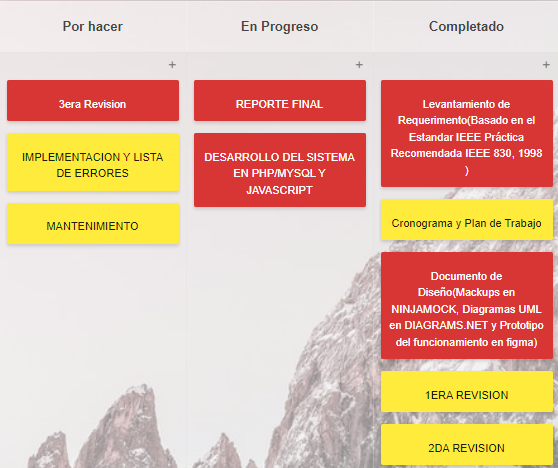 Por hacer
+
3era Revision
IMPLEMENTACION Y LISTA
DE ERRORES
MANTENIMIENTO
En Progreso
+
REPORTE FINAL
DESARROLLO DEL SISTEMA
EN PHP/MYSQL Y
JAVASCRIPT
Completado
+
Levantamiento de
Requerimiento(Basado en el
Estandar IEEE Práctica
Recomendada IEEE 830, 1998
)
Cronograma y Plan de Trabajo
Documento de
Diseño(Mackups en
NINJAMOCK, Diagramas UML
en DIAGRAMS.NET y Prototipo
del funcionamiento en figma)
1ERA REVISION
2DA REVISION